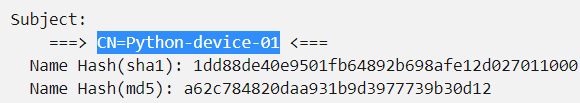 Subject:
===> CN=Python-device-01 <===
Name Hash(sha1): 1dd88de40e9501fb64892b698afe12d027011000
Name Hash(md5): a62c784820daa931b9d3977739b30d12